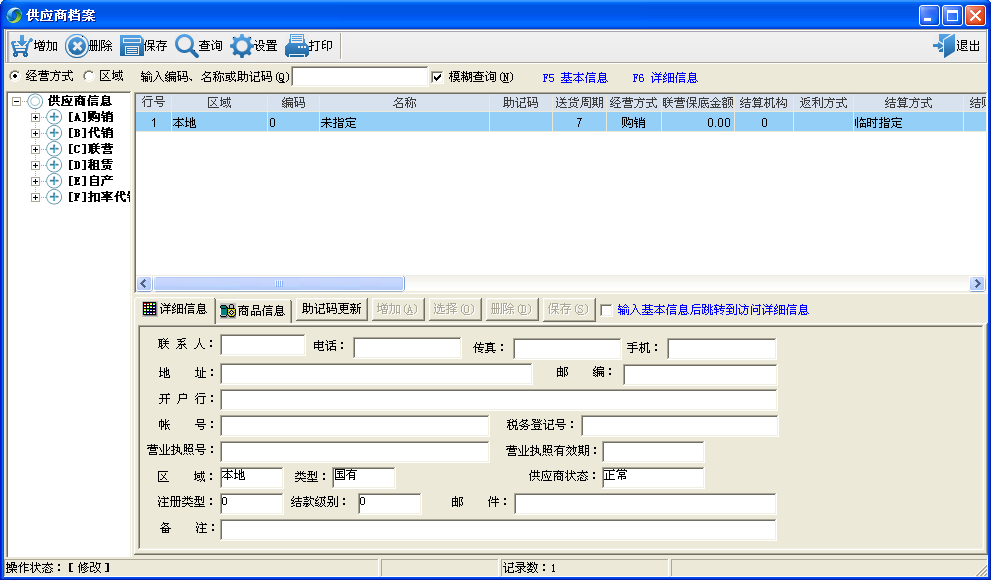 供应商档案
增加 删除 保存 查询 设置 打印 退出
经营方式 区域 输入编码、名称或助记码(Q) 模糊查询(N) F5 基本信息 F6 详细信息
供应商信息
[A]购销
[B]代销
[C]联营
[D]租赁
[E]自产
[F]扣率代
行号 区域 编码 名称 助记码 送货周期 经营方式 联营保底金额 结算机构 返利方式 结算方式
1 本地 0 未指定 7 购销 0.00 0 临时指定
详细信息 商品信息 助记码更新 增加(A) 选择(O) 删除(D) 保存(S) 输入基本信息后跳转到访问详细信息
联 系 人： 电话： 传真： 手机：
地 址： 邮 编：
开 户 行：
帐 号： 税务登记号：
营业执照号： 营业执照有效期：
区 域： 本地 类型： 国有 供应商状态： 正常
注册类型： 0 结款级别： 0 邮 件：
备 注：
操作状态：[ 修改 ] 记录数：1